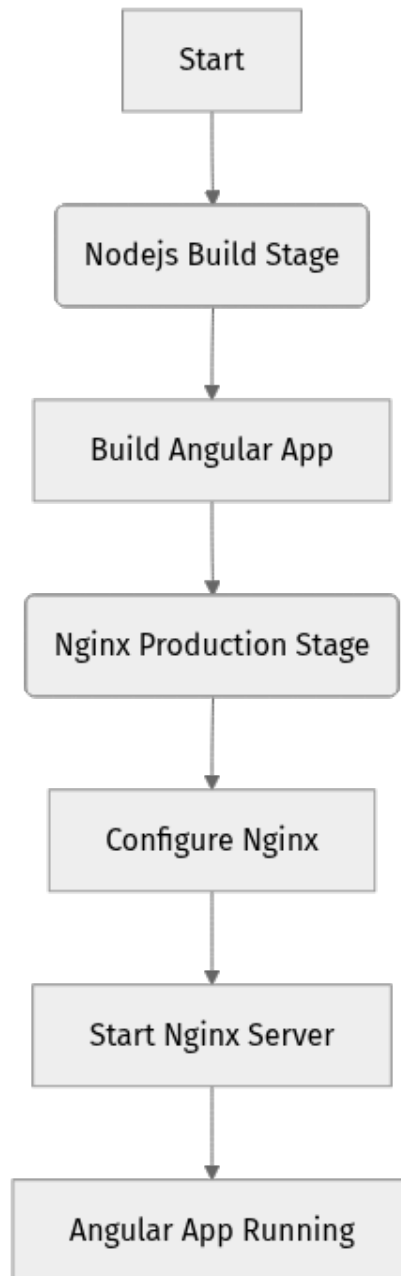 Start
Nodejs Build Stage
Build Angular App
Nginx Production Stage
Configure Nginx
Start Nginx Server
Angular App Running